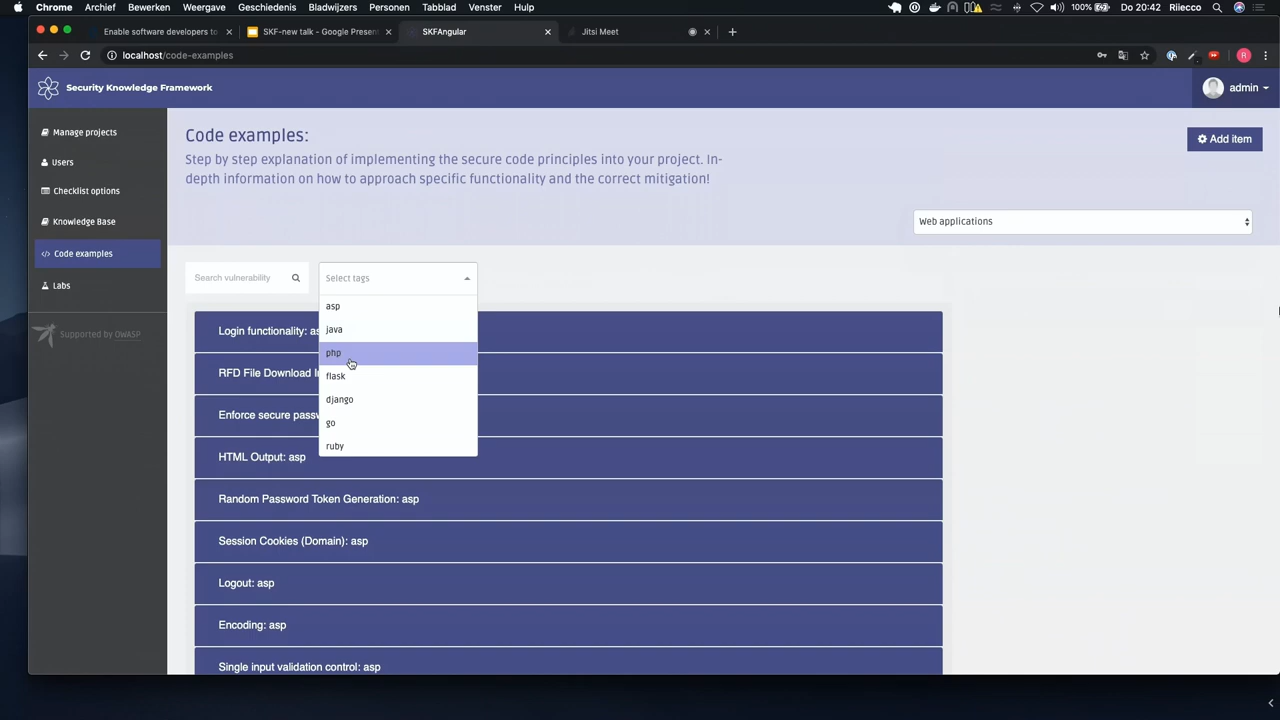 Chrome Archief Bewerken Weergave Geschiedenis Bladwijzers Personen Tabblad Venster Help 100% Do 20:42 Riiecco
Enable software developers to
SKF-new talk - Google Present
SKFAngular
Jitsi Meet
localhost/code-examples
R
Security Knowledge Framework
admin
Manage projects
Users
Checklist options
Knowledge Base
Code examples
Labs
Supported by OWASP
Code examples:
Step by step explanation of implementing the secure code principles into your project. In-
depth information on how to approach specific functionality and the correct mitigation!
Add item
Web applications
Search vulnerability
Select tags
asp
java
php
flask
django
go
ruby
Login functionality: as
RFD File Download In
Enforce secure passw
HTML Output: asp
Random Password Token Generation: asp
Session Cookies (Domain): asp
Logout: asp
Encoding: asp
Single input validation control: asp